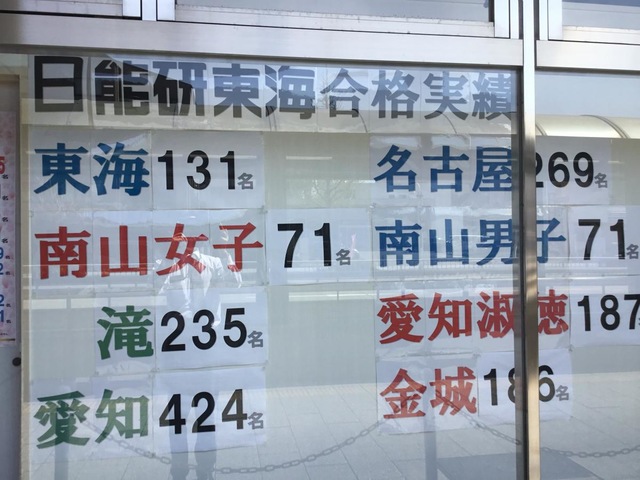 日能研東海合格実績
東海131名 名古屋269名
南山女子71名 南山男子71名
滝235名 愛知淑徳187
愛知424名 金城186名